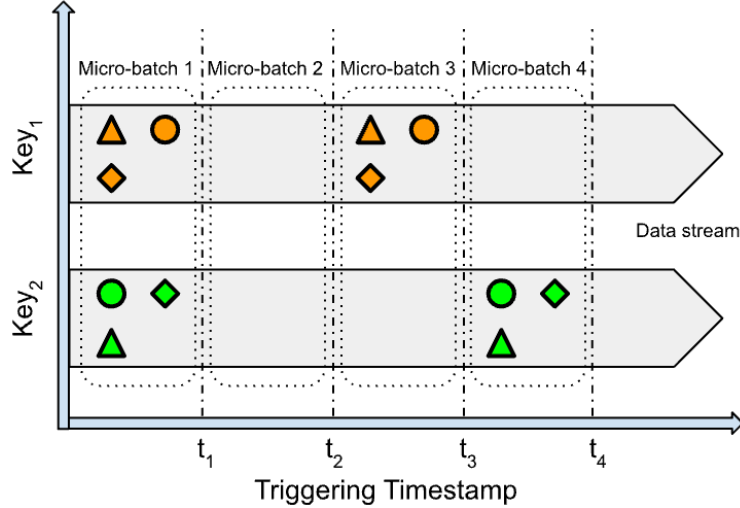 Micro-batch 1 Micro-batch 2 Micro-batch 3 Micro-batch 4
Key1
Data stream
Key2
t1 t2 t3 t4
Triggering Timestamp